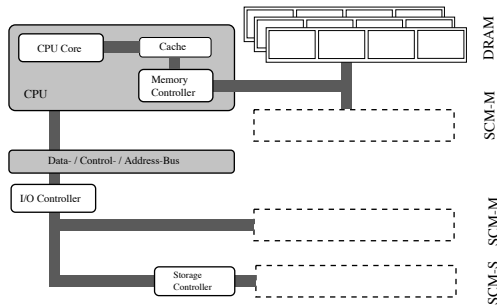 CPU Core
Cache
Memory
Controller
CPU
DRAM
SCM-M
Data- / Control- / Address-Bus
I/O Controller
SCM-M
Storage
Controller
SCM-S